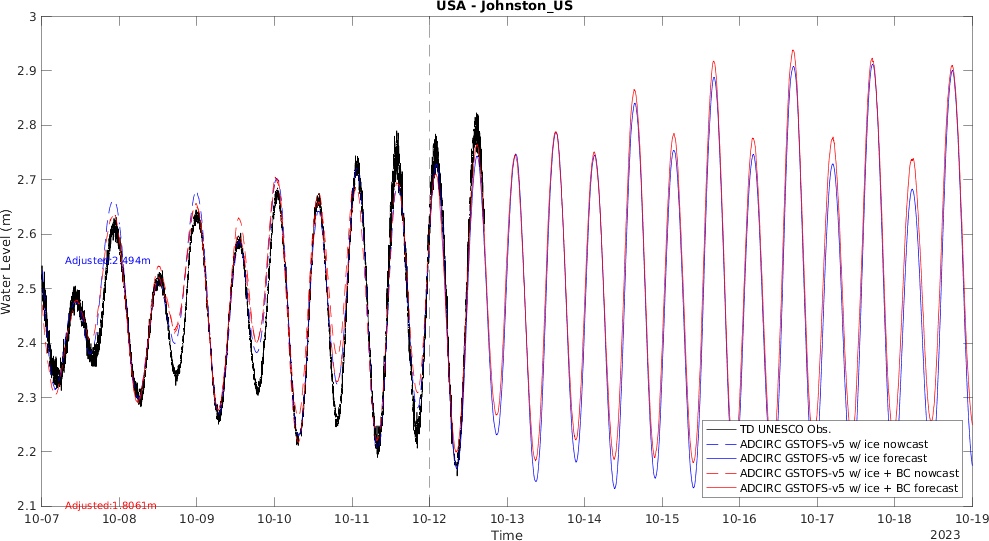 USA - Johnston_US
3
2.9
2.8
2.7
2.6
2.5
2.4
2.3
2.2
2.1
Water Level (m)
Adjusted:2.494m
Adjusted:1.8061m
TD UNESCO Obs.
ADCIRC GSTOFS-v5 w/ ice nowcast
ADCIRC GSTOFS-v5 w/ ice forecast
ADCIRC GSTOFS-v5 w/ ice + BC nowcast
ADCIRC GSTOFS-v5 w/ ice + BC forecast
10-07 10-08 10-09 10-10 10-11 10-12 10-13 10-14 10-15 10-16 10-17 10-18 10-19
Time
2023